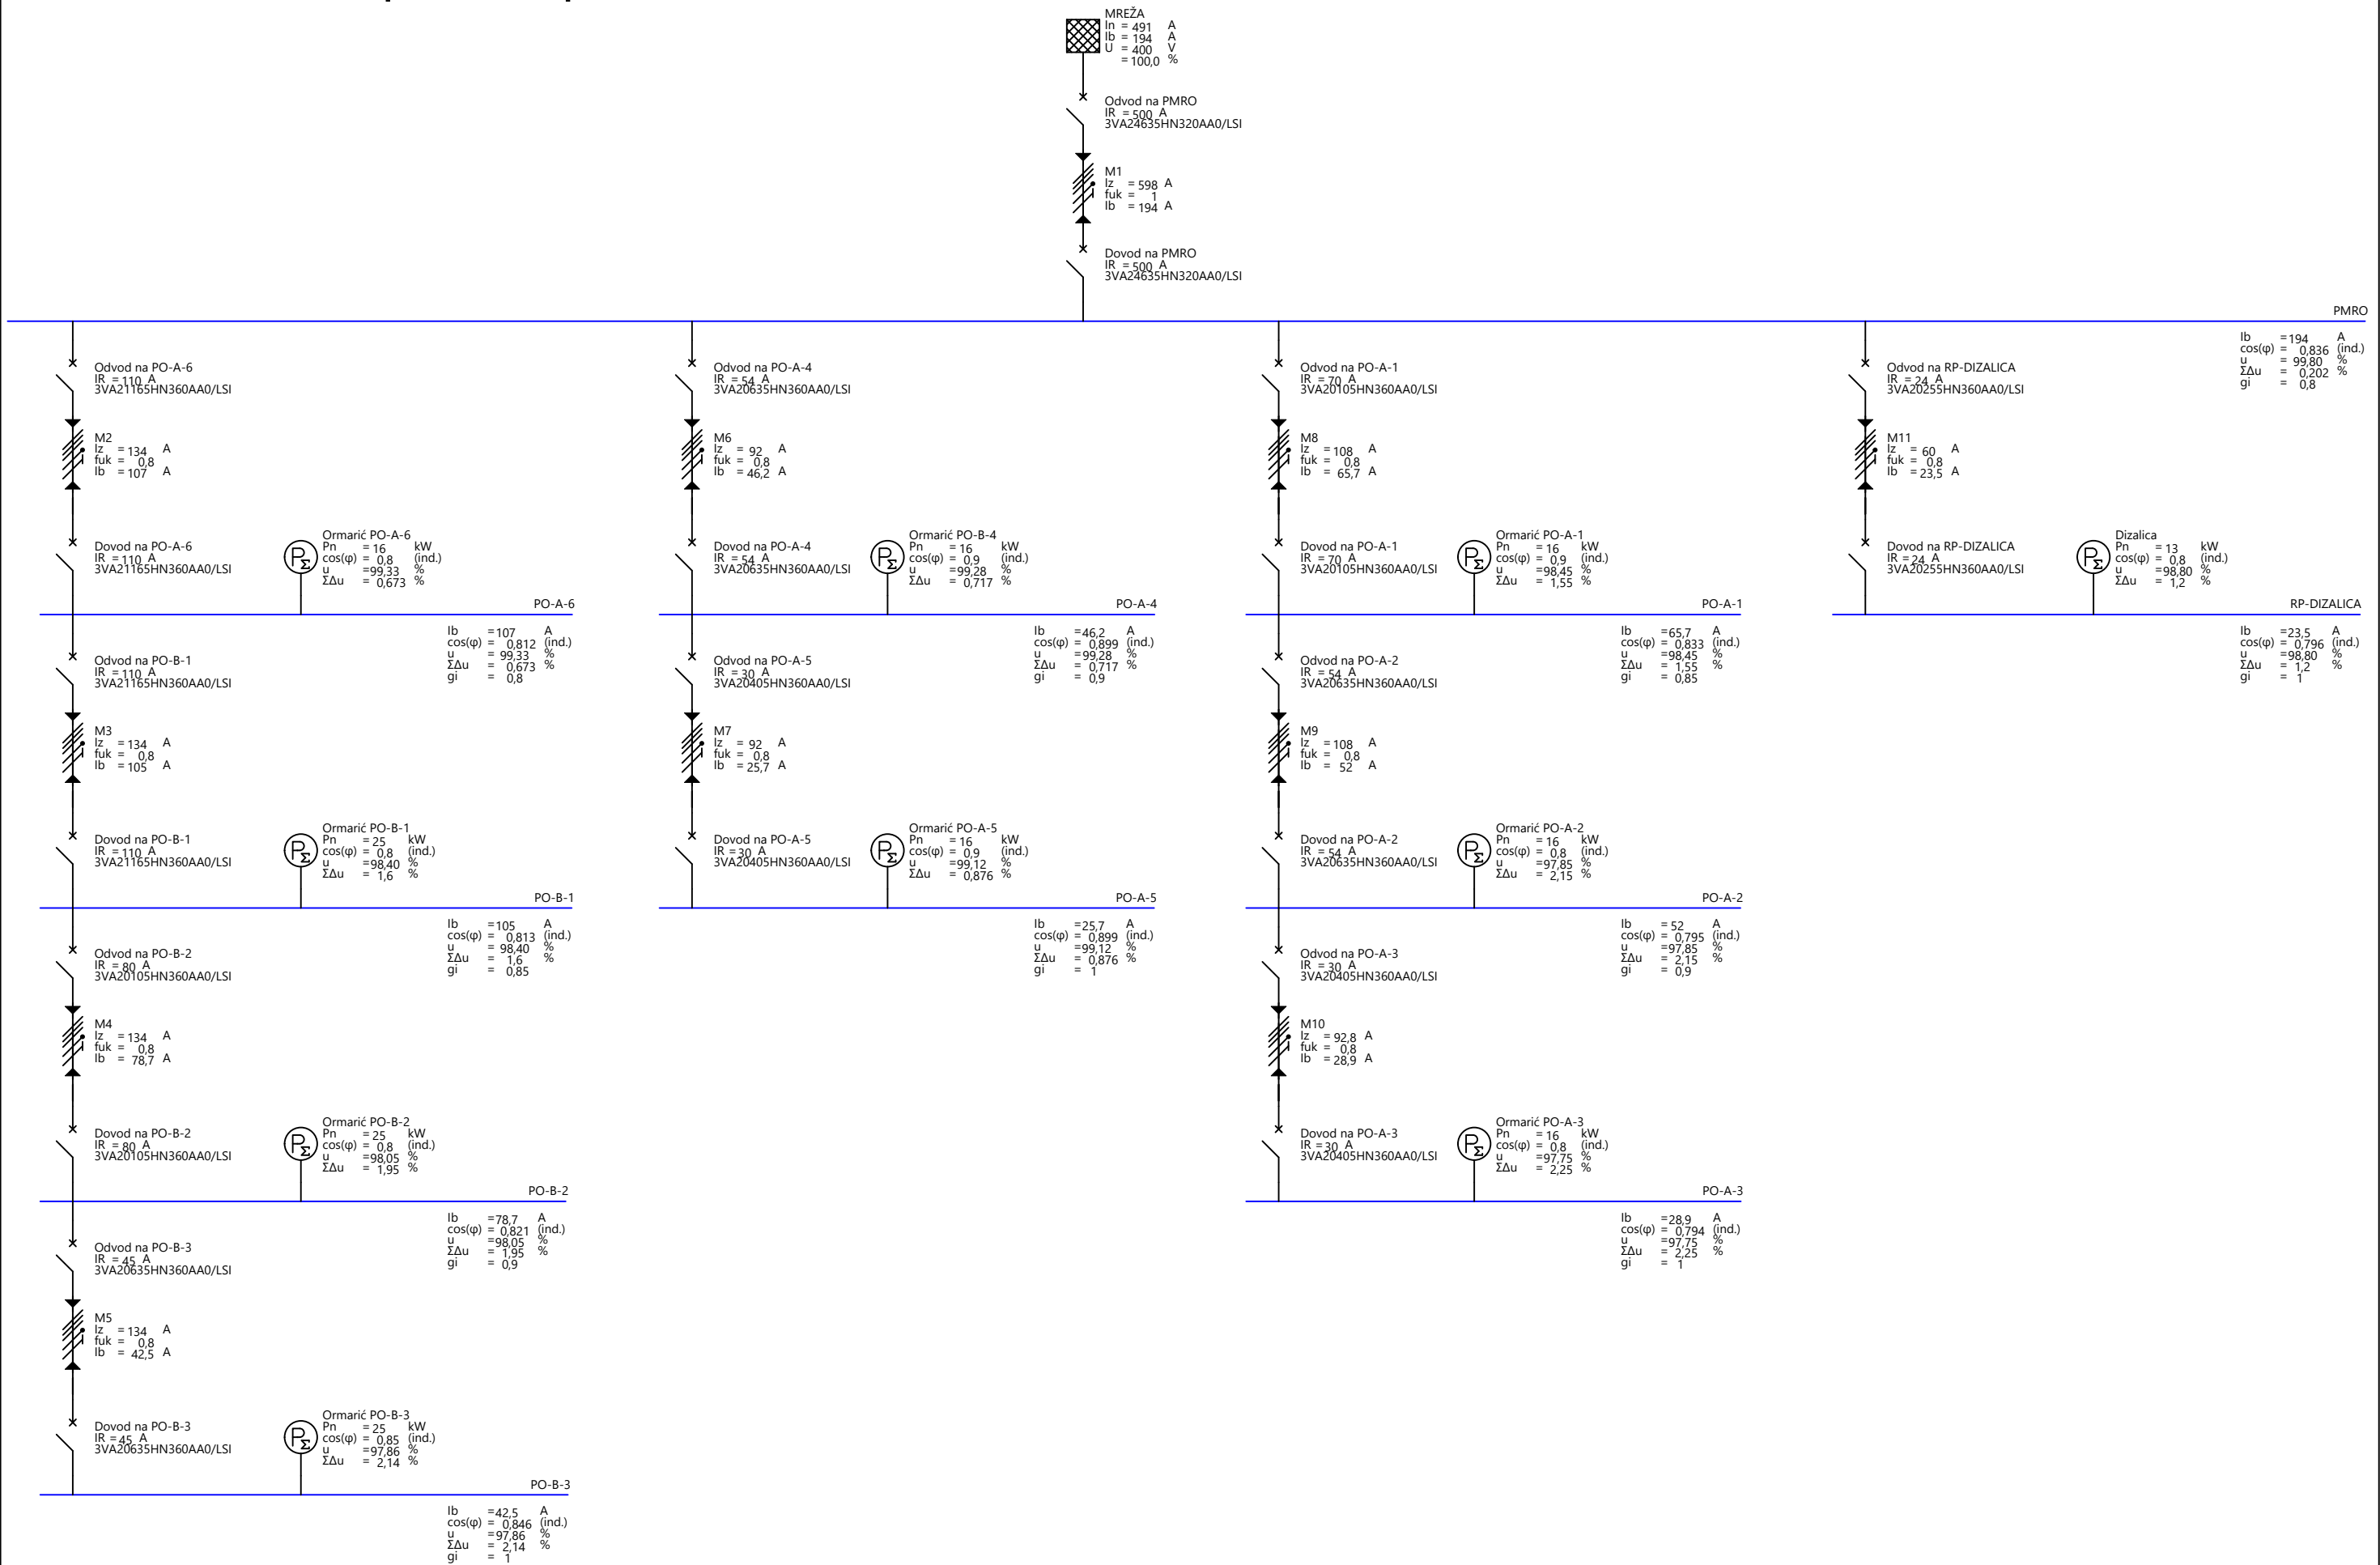 MREŽA
In = 491 A
Ib = 194 A
U = 400 V
= 100,0 %
Odvod na PMRO
IR = 500 A
3VA24635HN320AA0/LSI
M1
Iz = 598 A
fuk = 1
Ib = 194 A
Dovod na PMRO
IR = 500 A
3VA24635HN320AA0/LSI
PMRO
Ib =194 A
cos(φ) = 0,836 (ind.)
u = 99,80 %
ΣΔu = 0,202 %
gi = 0,8
Odvod na PO-A-6
IR = 110 A
3VA21165HN360AA0/LSI
M2
Iz = 134 A
fuk = 0,8
Ib = 107 A
Dovod na PO-A-6
IR = 110 A
3VA21165HN360AA0/LSI
Ormarić PO-A-6
Pn = 16 kW
cos(φ) = 0,8 (ind.)
u =99,33 %
ΣΔu = 0,673 %
PO-A-6
Ib =107 A
cos(φ) = 0,812 (ind.)
u = 99,33 %
ΣΔu = 0,673 %
gi = 0,8
Odvod na PO-B-1
IR = 110 A
3VA21165HN360AA0/LSI
M3
Iz = 134 A
fuk = 0,8
Ib = 105 A
Dovod na PO-B-1
IR = 110 A
3VA21165HN360AA0/LSI
Ormarić PO-B-1
Pn = 25 kW
cos(φ) = 0,8 (ind.)
u =98,40 %
ΣΔu = 1,6 %
PO-B-1
Ib =105 A
cos(φ) = 0,813 (ind.)
u = 98,40 %
ΣΔu = 1,6 %
gi = 0,85
Odvod na PO-B-2
IR = 80 A
3VA20105HN360AA0/LSI
M4
Iz = 134 A
fuk = 0,8
Ib = 78,7 A
Dovod na PO-B-2
IR = 80 A
3VA20105HN360AA0/LSI
Ormarić PO-B-2
Pn = 25 kW
cos(φ) = 0,8 (ind.)
u =98,05 %
ΣΔu = 1,95 %
PO-B-2
Ib =78,7 A
cos(φ) = 0,821 (ind.)
u =98,05 %
ΣΔu = 1,95 %
gi = 0,9
Odvod na PO-B-3
IR = 45 A
3VA20635HN360AA0/LSI
M5
Iz = 134 A
fuk = 0,8
Ib = 42,5 A
Dovod na PO-B-3
IR = 45 A
3VA20635HN360AA0/LSI
Ormarić PO-B-3
Pn = 25 kW
cos(φ) = 0,85 (ind.)
u =97,86 %
ΣΔu = 2,14 %
PO-B-3
Ib =42,5 A
cos(φ) = 0,846 (ind.)
u =97,86 %
ΣΔu = 2,14 %
gi = 1
Odvod na PO-A-4
IR = 54 A
3VA20635HN360AA0/LSI
M6
Iz = 92 A
fuk = 0,8
Ib = 46,2 A
Dovod na PO-A-4
IR = 54 A
3VA20635HN360AA0/LSI
Ormarić PO-B-4
Pn = 16 kW
cos(φ) = 0,9 (ind.)
u =99,28 %
ΣΔu = 0,717 %
PO-A-4
Ib =46,2 A
cos(φ) = 0,899 (ind.)
u =99,28 %
ΣΔu = 0,717 %
gi = 0,9
Odvod na PO-A-5
IR = 30 A
3VA20405HN360AA0/LSI
M7
Iz = 92 A
fuk = 0,8
Ib = 25,7 A
Dovod na PO-A-5
IR = 30 A
3VA20405HN360AA0/LSI
Ormarić PO-A-5
Pn = 16 kW
cos(φ) = 0,9 (ind.)
u =99,12 %
ΣΔu = 0,876 %
PO-A-5
Ib =25,7 A
cos(φ) = 0,899 (ind.)
u =99,12 %
ΣΔu = 0,876 %
gi = 1
Odvod na PO-A-1
IR = 70 A
3VA20105HN360AA0/LSI
M8
Iz = 108 A
fuk = 0,8
Ib = 65,7 A
Dovod na PO-A-1
IR = 70 A
3VA20105HN360AA0/LSI
Ormarić PO-A-1
Pn = 16 kW
cos(φ) = 0,9 (ind.)
u =98,45 %
ΣΔu = 1,55 %
PO-A-1
Ib =65,7 A
cos(φ) = 0,833 (ind.)
u =98,45 %
ΣΔu = 1,55 %
gi = 0,85
Odvod na PO-A-2
IR = 54 A
3VA20635HN360AA0/LSI
M9
Iz = 108 A
fuk = 0,8
Ib = 52 A
Dovod na PO-A-2
IR = 54 A
3VA20635HN360AA0/LSI
Ormarić PO-A-2
Pn = 16 kW
cos(φ) = 0,8 (ind.)
u =97,85 %
ΣΔu = 2,15 %
PO-A-2
Ib =52 A
cos(φ) = 0,795 (ind.)
u =97,85 %
ΣΔu = 2,15 %
gi = 0,9
Odvod na PO-A-3
IR = 30 A
3VA20405HN360AA0/LSI
M10
Iz = 92,8 A
fuk = 0,8
Ib = 28,9 A
Dovod na PO-A-3
IR = 30 A
3VA20405HN360AA0/LSI
Ormarić PO-A-3
Pn = 16 kW
cos(φ) = 0,8 (ind.)
u =97,75 %
ΣΔu = 2,25 %
PO-A-3
Ib =28,9 A
cos(φ) = 0,794 (ind.)
u =97,75 %
ΣΔu = 2,25 %
gi = 1
Odvod na RP-DIZALICA
IR = 24 A
3VA20255HN360AA0/LSI
M11
Iz = 60 A
fuk = 0,8
Ib = 23,5 A
Dovod na RP-DIZALICA
IR = 24 A
3VA20255HN360AA0/LSI
Dizalica
Pn = 13 kW
cos(φ) = 0,8 (ind.)
u =98,80 %
ΣΔu = 1,2 %
RP-DIZALICA
Ib =23,5 A
cos(φ) = 0,796 (ind.)
u =98,80 %
ΣΔu = 1,2 %
gi = 1